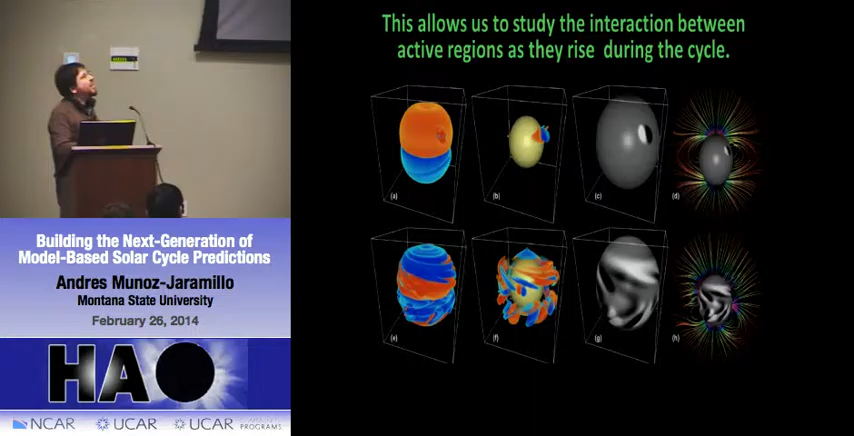 This allows us to study the interaction between
active regions as they rise during the cycle.
(a)
(b)
(c)
(d)
(e)
(f)
(g)
(h)
Building the Next-Generation of
Model-Based Solar Cycle Predictions
Andres Munoz-Jaramillo
Montana State University
February 26, 2014
HAO
NCAR
UCAR
UCAR COMMUNITY PROGRAMS